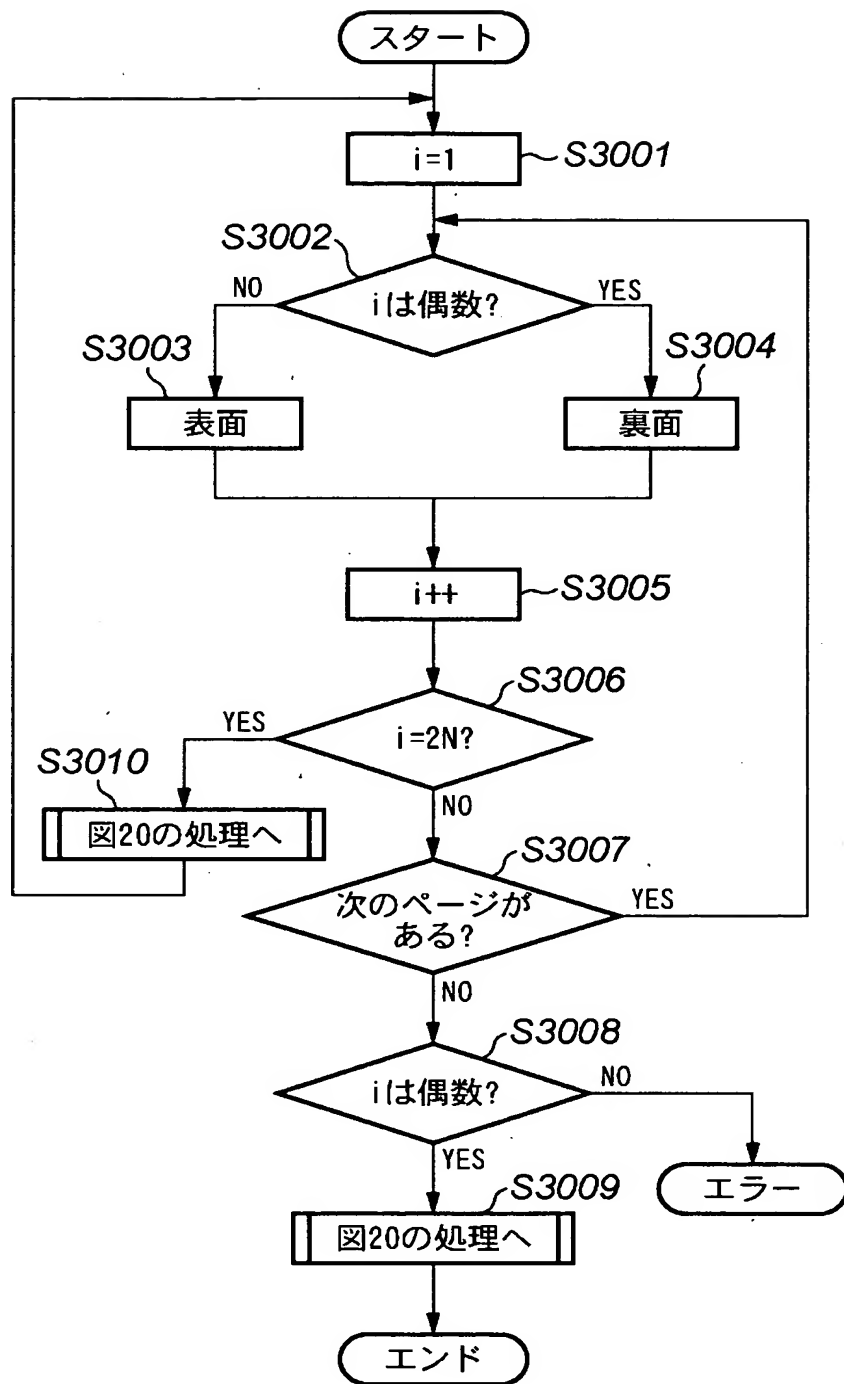 スタート
i=1
S3001
S3002
NO
iは偶数?
YES
S3003
表面
S3004
裏面
i++
S3005
S3006
YES
i=2N?
NO
S3010
図20の処理へ
S3007
次のページが
ある?
YES
NO
S3008
iは偶数?
NO
YES
エラー
S3009
図20の処理へ
エンド